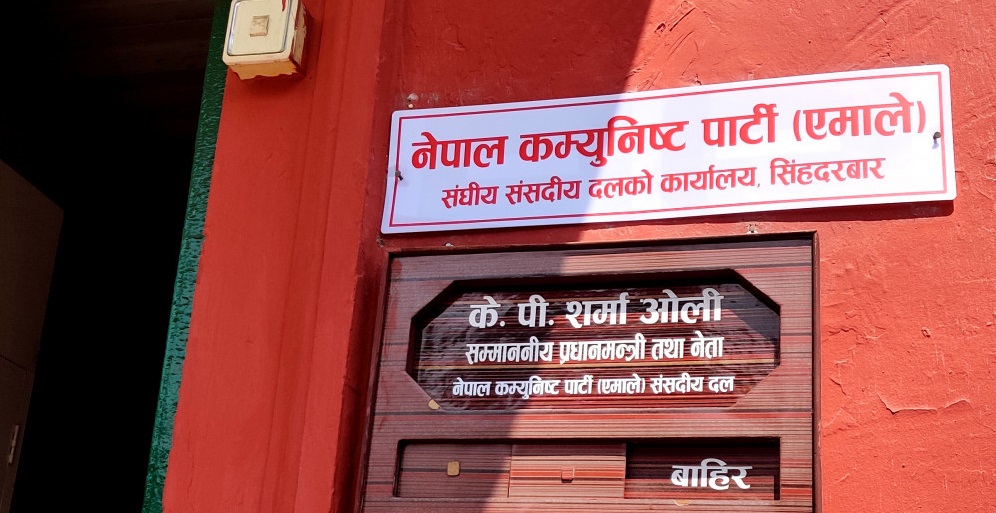 नेपाल कम्युनिष्ट पार्टी (एमाले)
संघीय संसदीय दलको कार्यालय, सिंहदरबार
के. पी. शर्मा ओली
सम्माननीय प्रधानमन्त्री तथा नेता
नेपाल कम्युनिष्ट पार्टी (एमाले) संसदीय दल
बाहिर